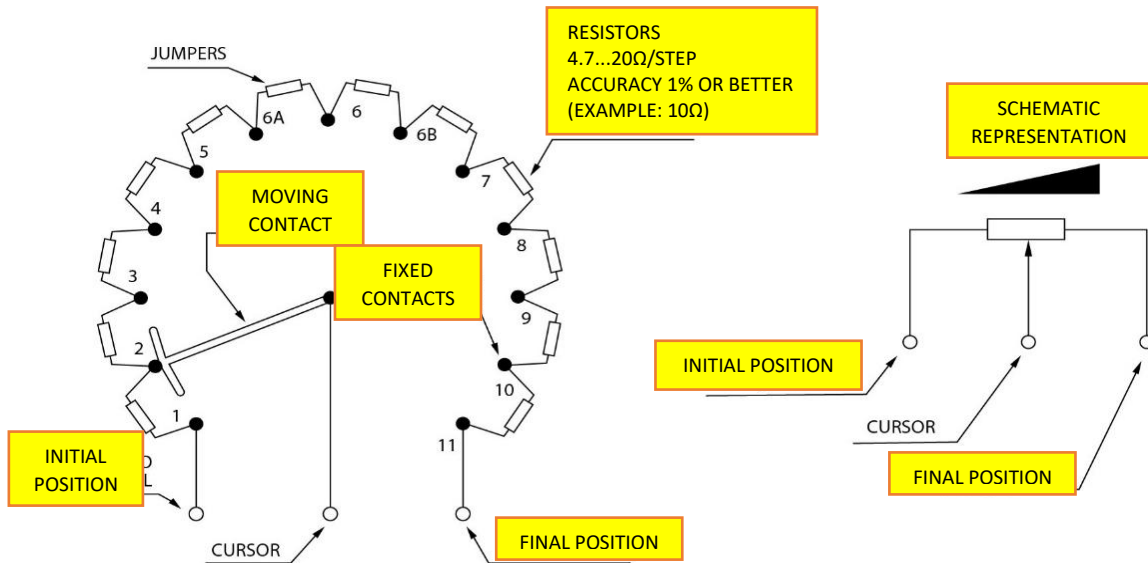 JUMPERS
RESISTORS
4.7...20Ω/STEP
ACCURACY 1% OR BETTER
(EXAMPLE: 10Ω)
SCHEMATIC
REPRESENTATION
6A
6
6B
5
7
MOVING
CONTACT
4
8
FIXED
CONTACTS
3
9
2
10
INITIAL POSITION
1
11
CURSOR
INITIAL
POSITION
D
L
FINAL POSITION
FINAL POSITION
CURSOR